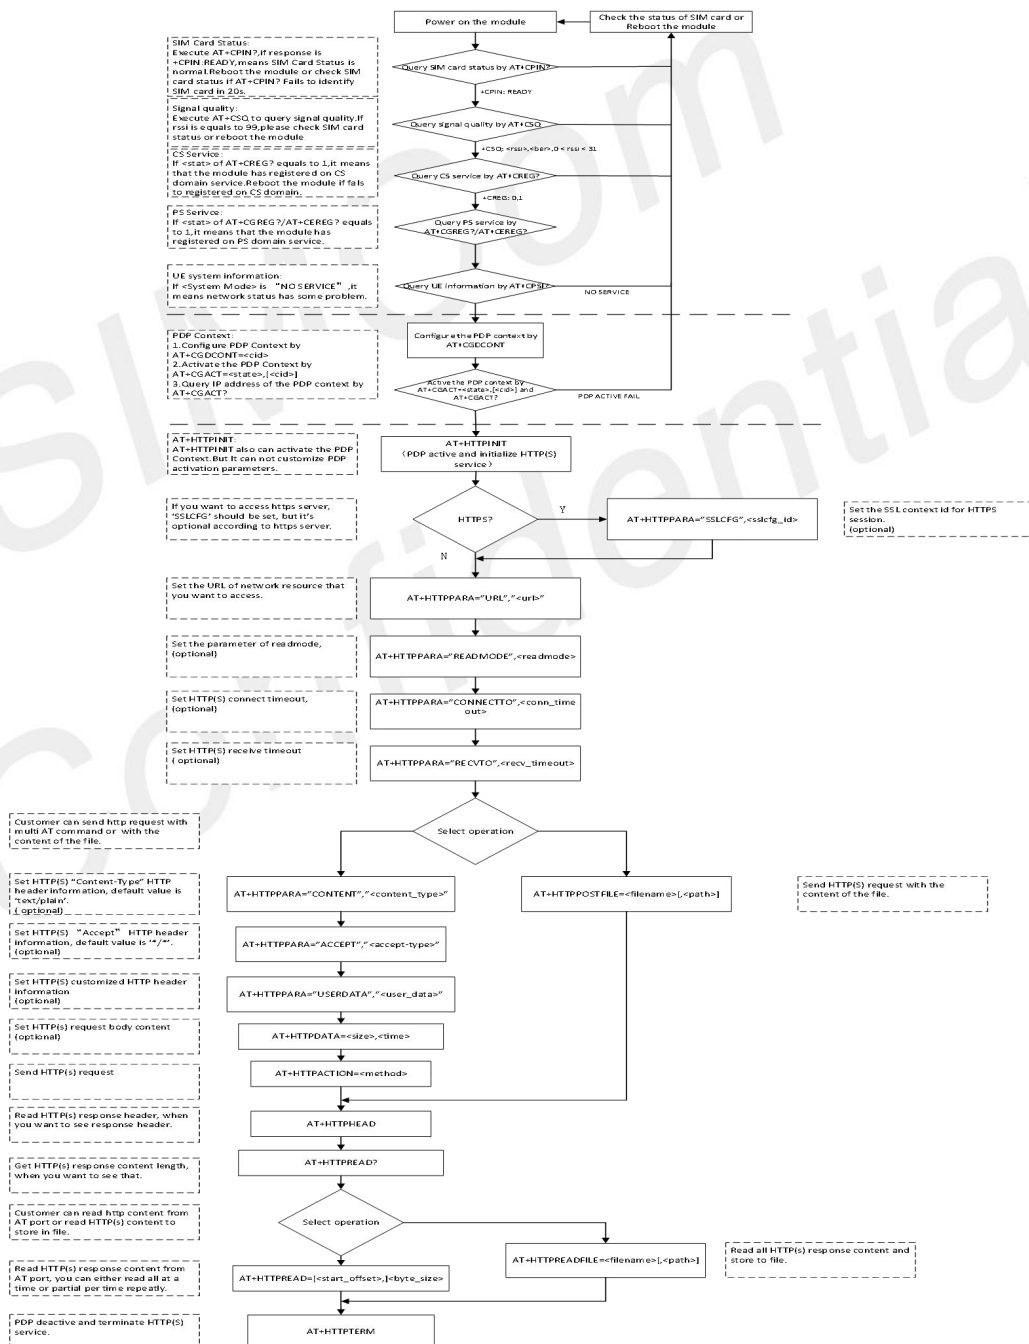 Power on the module
Check the status of SIM card or
Reboot the module
SIM Card Status:
Execute AT+CPIN?,if response is
+CPIN:READY,means SIM Card Status is
normal.Reboot the module or check SIM
card status if AT+CPIN? Fails to identify
SIM card in 20s.
Query SIM card status by AT+CPIN?
+CPIN: READY
Signal quality:
Execute AT+CSQ to query signal quality.If
rssi is equals to 99,please check SIM card
status or reboot the module
Query signal quality by AT+CSQ
+CSQ: <rssi>,<ber>,0 < rssi < 31
CS Service:
If <stat> of AT+CREG? equals to 1,it means
that the module has registered on CS
domain service.Reboot the module if fals
to registered on CS domain.
Query CS service by AT+CREG?
+CREG: 0,1
PS Serivce:
If <stat> of AT+CGREG?/AT+CEREG? equals
to 1,it means that the module has
registered on PS domain service.
Query PS service by
AT+CGREG?/AT+CEREG?
UE system information:
If <System Mode> is “NO SERVICE” ,it
means network status has some problem.
Query UE information by AT+CPSI?
NO SERVICE
PDP Context:
1.Configure PDP Context by
AT+CGDCONT=<cid>
2.Activate the PDP Context by
AT+CGACT=<state>,[<cid>]
3.Query IP address of the PDP context by
AT+CGACT?
Configure the PDP context by
AT+CGDCONT
Active the PDP context by
AT+CGACT=<state>,[<cid>] and
AT+CGACT?
PDP ACTIVE FAIL
AT+HTTPINIT:
AT+HTTPINIT also can activate the PDP
Context.But It can not customize PDP
activation parameters.
AT+HTTPINIT
（PDP active and initialize HTTP(S)
service）
If you want to access https server,
‘SSLCFG’ should be set, but it’s
optional according to https server.
HTTPS?
Y
N
AT+HTTPPARA=”SSLCFG”,<sslcfg_id>
Set the SSL context id for HTTPS
session.
(optional)
Set the URL of network resource that
you want to access.
AT+HTTPPARA=”URL”,”<url>”
Set the parameter of readmode,
(optional)
AT+HTTPPARA=”READMODE”,<readmode>
Set HTTP(S) connect timeout,
(optional)
AT+HTTPPARA=”CONNECTTO”,<conn_time
out>
Set HTTP(S) receive timeout
( optional)
AT+HTTPPARA=”RECVTO”,<recv_timeout>
Customer can send http request with
multi AT command or with the
content of the file.
Select operation
Set HTTP(S) “Content-Type” HTTP
header information, default value is
‘text/plain’.
( optional)
AT+HTTPPARA=”CONTENT”,”<content_type>”
AT+HTTPPOSTFILE=<filename>[,<path>]
Send HTTP(S) request with the
content of the file.
Set HTTP(S) “Accept” HTTP header
information, default value is ‘*/*’.
(optional)
AT+HTTPPARA=”ACCEPT”,”<accept-type>”
Set HTTP(S) customized HTTP header
information
(optional)
AT+HTTPPARA=”USERDATA”,”<user_data>”
Set HTTP(s) request body content
(optional)
AT+HTTPDATA=<size>,<time>
Send HTTP(s) request
AT+HTTPACTION=<method>
Read HTTP(s) response header, when
you want to see response header.
AT+HTTPHEAD
Get HTTP(s) response content length,
when you want to see that.
AT+HTTPREAD?
Customer can read http content from
AT port or read HTTP(s) content to
store in file.
Select operation
Read HTTP(s) response content from
AT port, you can either read all at a
time or partial per time repeatly.
AT+HTTPREAD=[<start_offset>,]<byte_size>
AT+HTTPREADFILE=<filename>[,<path>]
Read all HTTP(s) response content and
store to file.
PDP deactive and terminate HTTP(S)
service.
AT+HTTPTERM
SIMCom
Confidential